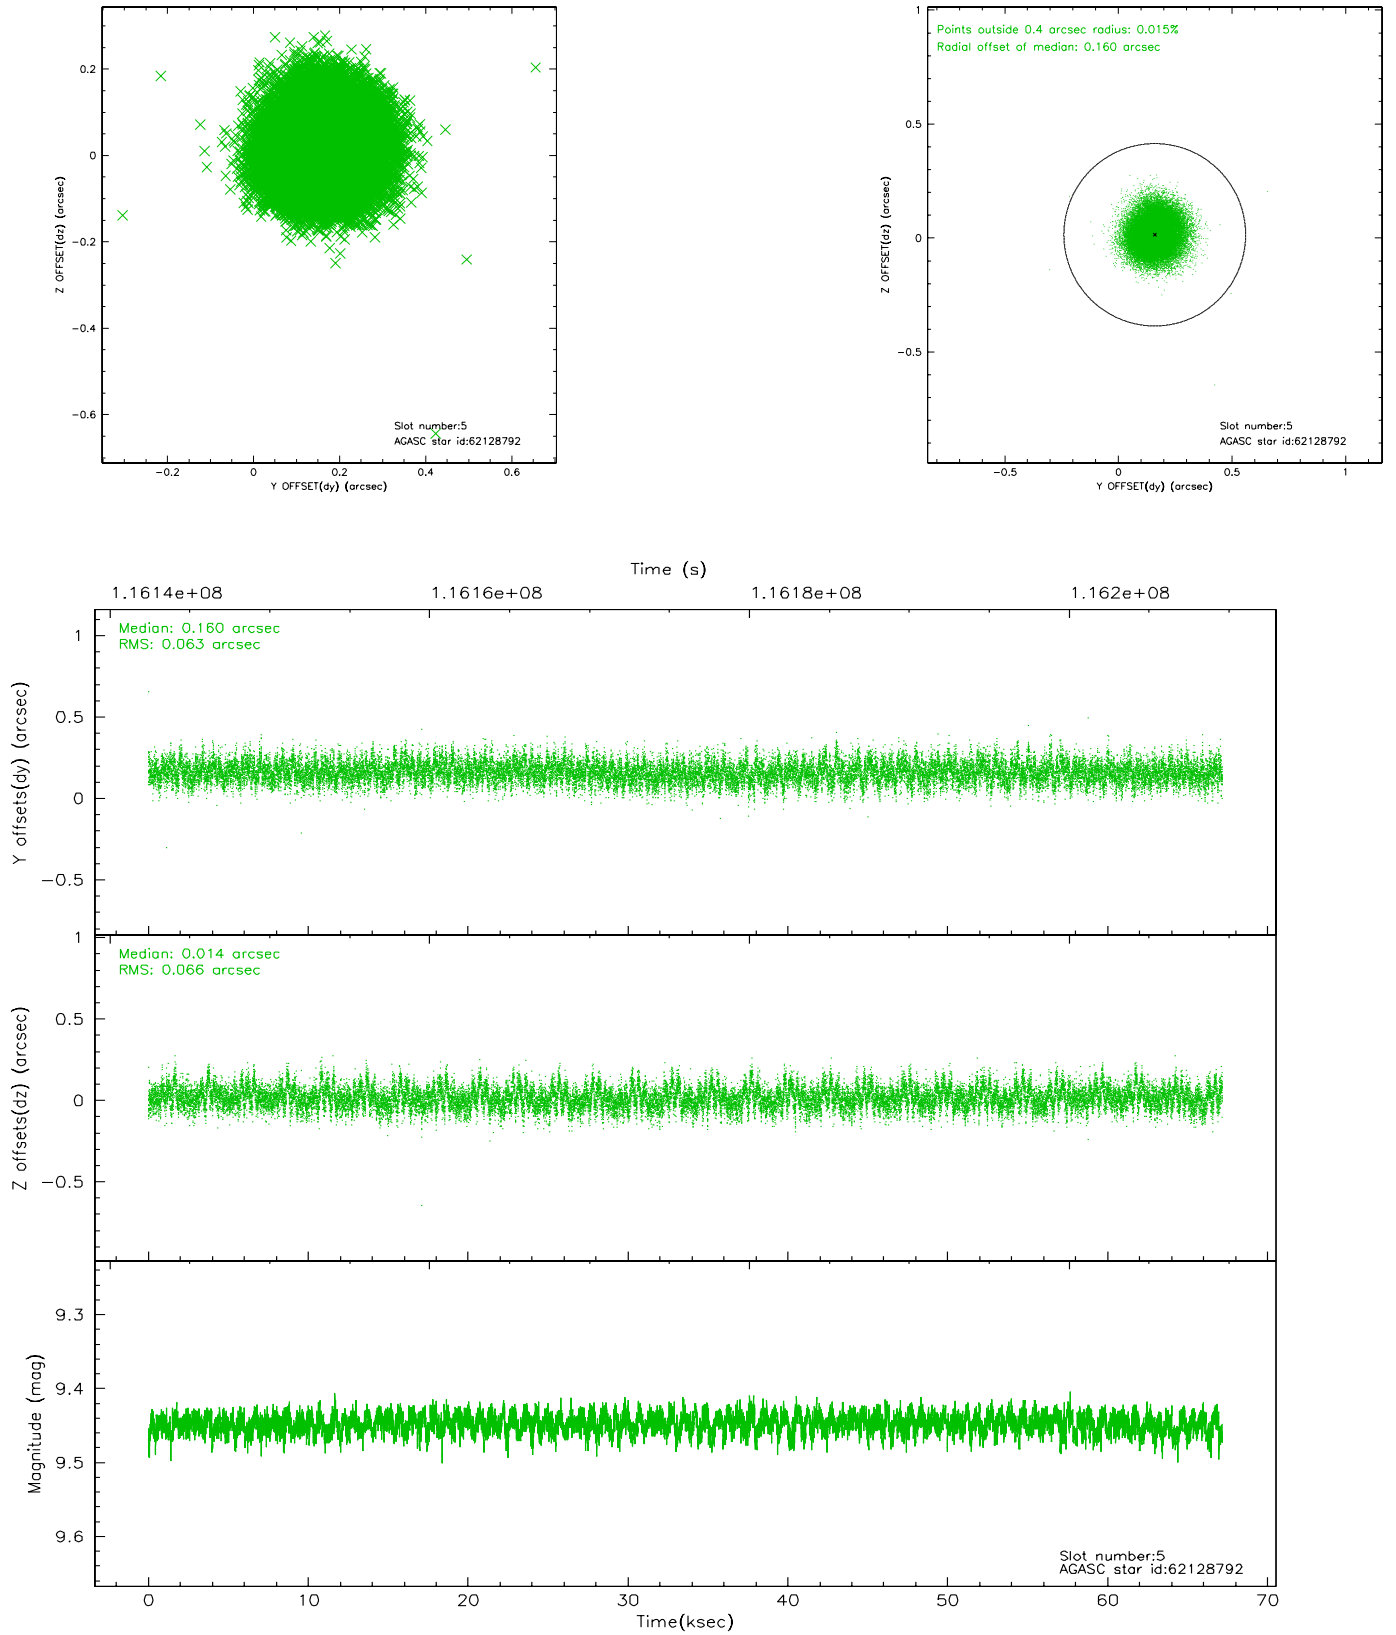 0.2
0
−0.2
−0.4
−0.6
Z OFFSET(dz) (arcsec)
Slot number:5
AGASC star id:62128792
−0.2 0 0.2 0.4 0.6
Y OFFSET(dy) (arcsec)
Points outside 0.4 arcsec radius: 0.015%
Radial offset of median: 0.160 arcsec
1
0.5
0
−0.5
Z OFFSET(dz) (arcsec)
Slot number:5
AGASC star id:62128792
−0.5 0 0.5 1
Y OFFSET(dy) (arcsec)
Time (s)
1.1614e+08 1.1616e+08 1.1618e+08 1.162e+08
Median: 0.160 arcsec
RMS: 0.063 arcsec
1
0.5
0
−0.5
Y offsets(dy) (arcsec)
Median: 0.014 arcsec
RMS: 0.066 arcsec
1
0.5
0
−0.5
Z offsets(dz) (arcsec)
9.3
9.4
9.5
9.6
Magnitude (mag)
Slot number:5
AGASC star id:62128792
0 10 20 30 40 50 60 70
Time(ksec)